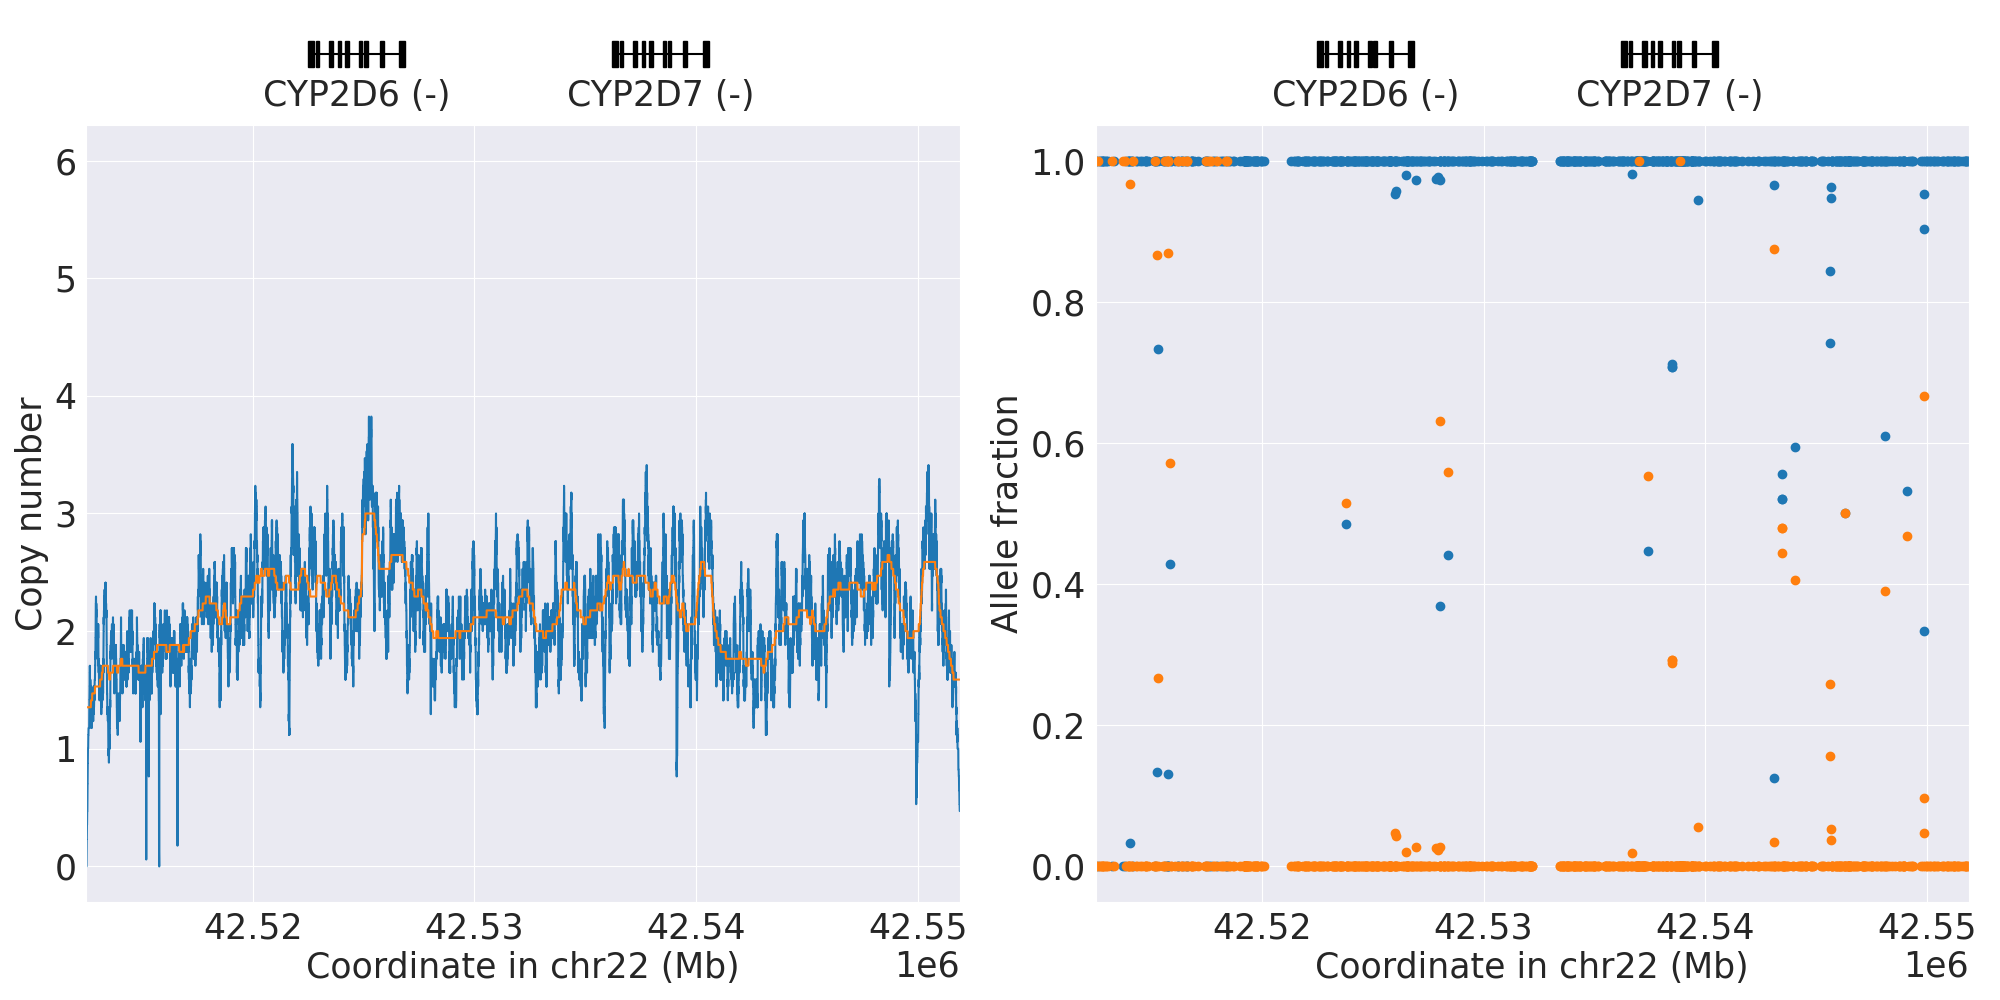 CYP2D6 (-) CYP2D7 (-)
6
5
4
3
2
1
0
Copy number
42.52 42.53 42.54 42.55
Coordinate in chr22 (Mb) 1e6
CYP2D6 (-) CYP2D7 (-)
1.0
0.8
0.6
0.4
0.2
0.0
Allele fraction
42.52 42.53 42.54 42.55
Coordinate in chr22 (Mb) 1e6